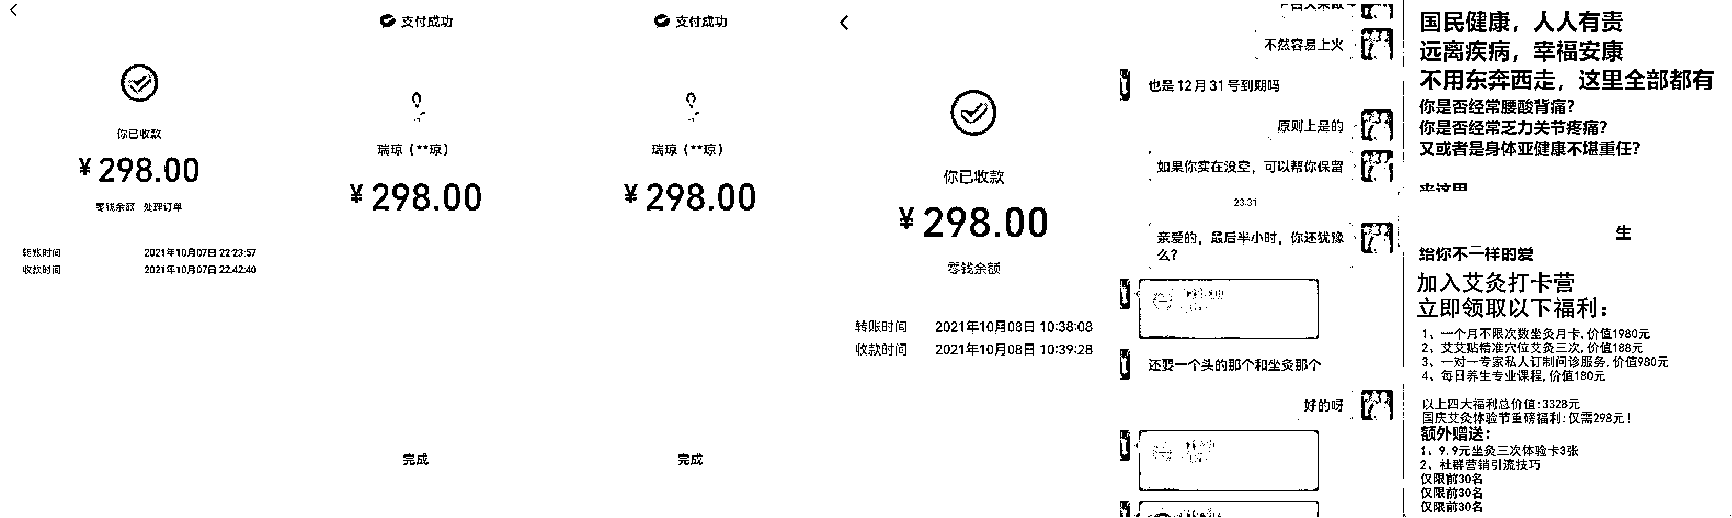 你已收款
¥298.00
零钱余额 处理订单
转账时间 2021年10月07日 22:23:57
收款时间 2021年10月07日 22:42:40
支付成功
瑞琼（**琼）
¥298.00
完成
支付成功
瑞琼（**琼）
¥298.00
完成
你已收款
¥298.00
零钱余额
转账时间 2021年10月08日 10:38:08
收款时间 2021年10月08日 10:39:28
不然容易上火
也是12月31号到期吗
原则上是的
如果你实在没空，可以帮你保留
23:31
亲爱的，最后半小时，你还犹豫
么？
还要一个头的那个和坐灸那个
好的呀
国民健康，人人有责
远离疾病，幸福安康
不用东奔西走，这里全部都有
你是否经常腰酸背痛？
你是否经常乏力关节疼痛？
又或者是身体亚健康不堪重任？
来这里
生
给你不一样的爱
加入艾灸打卡营
立即领取以下福利：
1、一个月不限次数坐灸月卡,价值1980元
2、艾艾贴精准穴位艾灸三次,价值188元
3、一对一专家私人订制问诊服务,价值980元
4、每日养生专业课程,价值180元
以上四大福利总价值:3328元
国庆艾灸体验节重磅福利:仅需298元！
额外赠送：
1、9.9元坐灸三次体验卡3张
2、社群营销引流技巧
仅限前30名
仅限前30名
仅限前30名